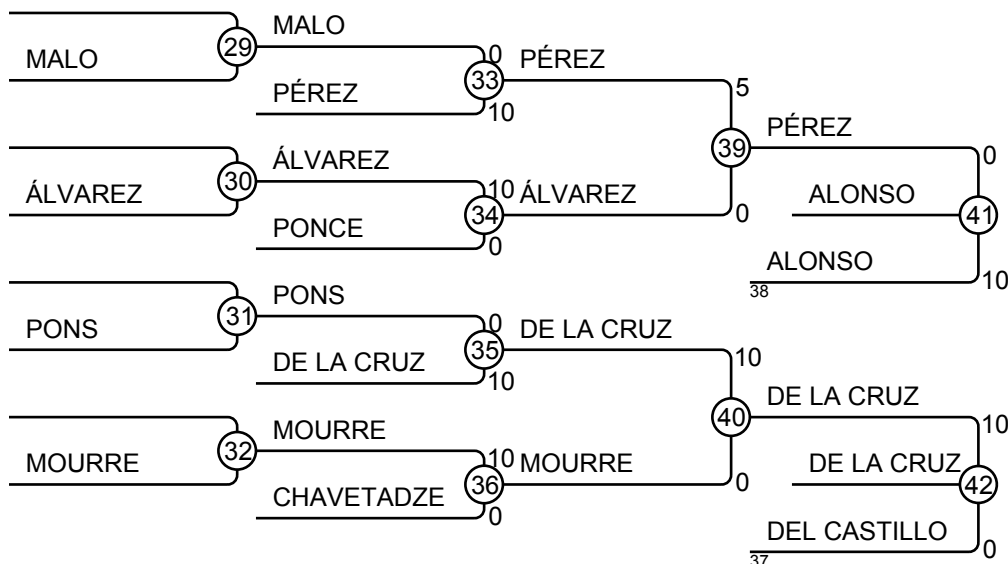 MALO
29
MALO
0
33
PÉREZ
10
PÉREZ
5
39
PÉREZ
0
ÁLVAREZ
30
ÁLVAREZ
10
34
PONCE
0
ÁLVAREZ
0
ALONSO
41
ALONSO
38
10
PONS
31
PONS
0
35
DE LA CRUZ
10
DE LA CRUZ
10
40
DE LA CRUZ
10
MOURRE
32
MOURRE
10
36
CHAVETADZE
0
MOURRE
0
DE LA CRUZ
42
DEL CASTILLO
37
0